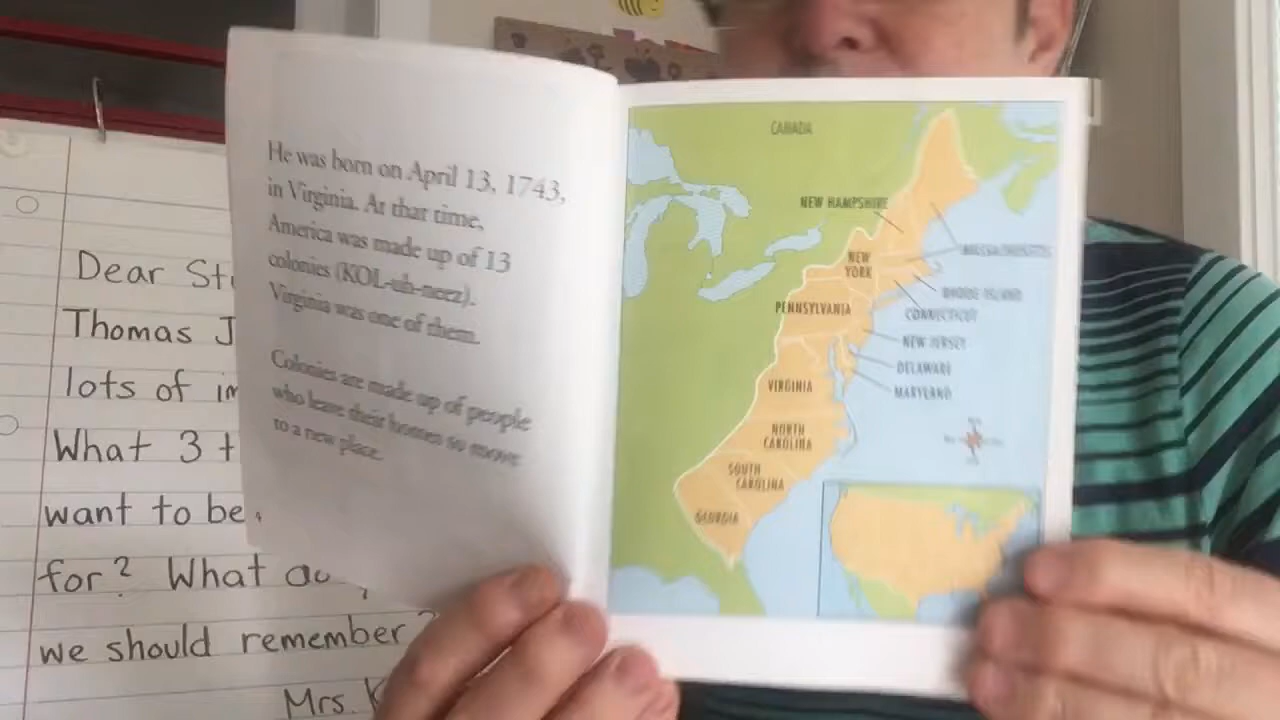 Dear St
Thomas J
lots of im
What 3 t
want to be
for? What do
we should remember?
Mrs. K
He was born on April 13, 1743,
in Virginia. At that time,
America was made up of 13
colonies (KOL-uh-neez).
Virginia was one of them.
Colonies are made up of people
who leave their homes to move
to a new place.
CANADA
NEW HAMPSHIRE
MASSACHUSETTS
NEW
YORK
RHODE ISLAND
PENNSYLVANIA
CONNECTICUT
NEW JERSEY
DELAWARE
VIRGINIA
MARYLAND
NORTH
CAROLINA
SOUTH
CAROLINA
GEORGIA